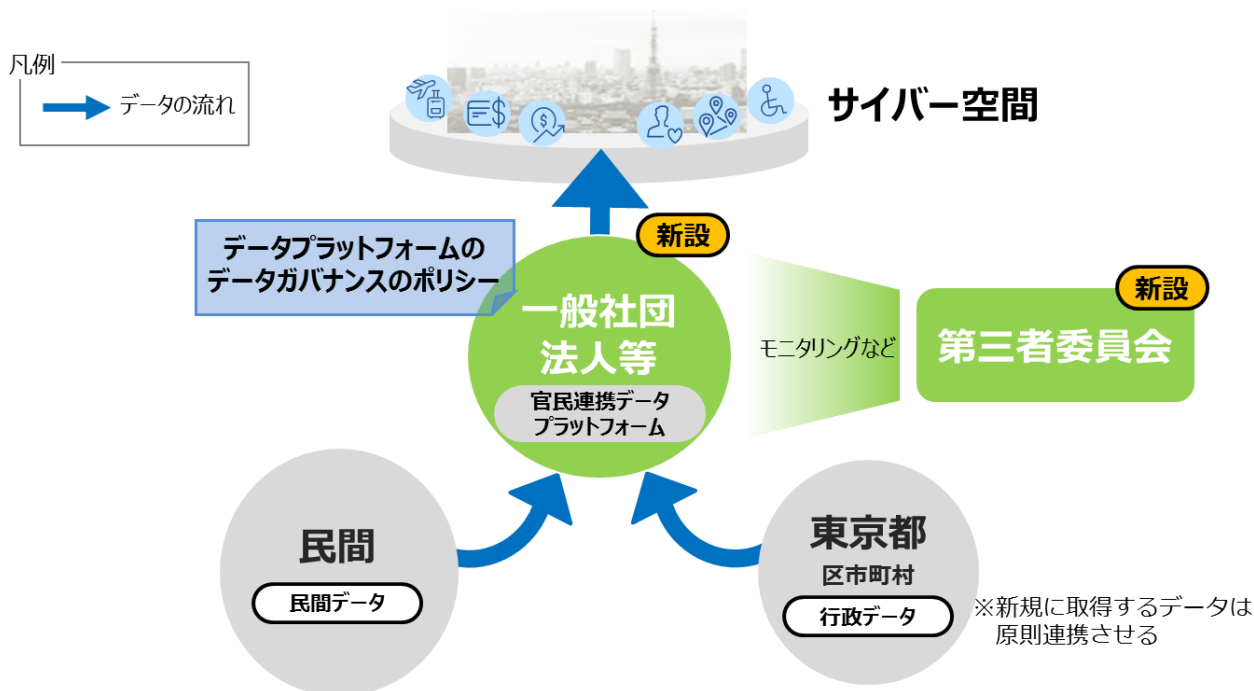 凡例
データの流れ
サイバー空間
新設
データプラットフォームの
データガバナンスのポリシー
一般社団
法人等
官民連携データ
プラットフォーム
モニタリングなど
新設
第三者委員会
民間
民間データ
東京都
区市町村
行政データ
※新規に取得するデータは
原則連携させる